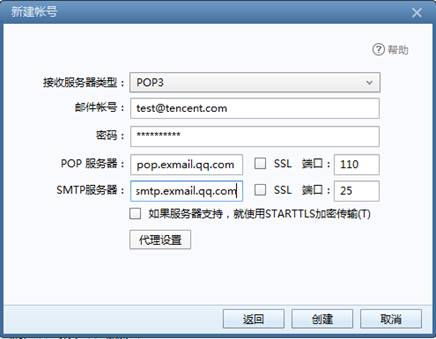 新建帐号
帮助
接收服务器类型： POP3
邮件帐号： test@tencent.com
密码： **********
POP 服务器： pop.exmail.qq.com SSL 端口： 110
SMTP服务器： smtp.exmail.qq.com SSL 端口： 25
如果服务器支持，就使用STARTTLS加密传输(T)
代理设置
返回 创建 取消